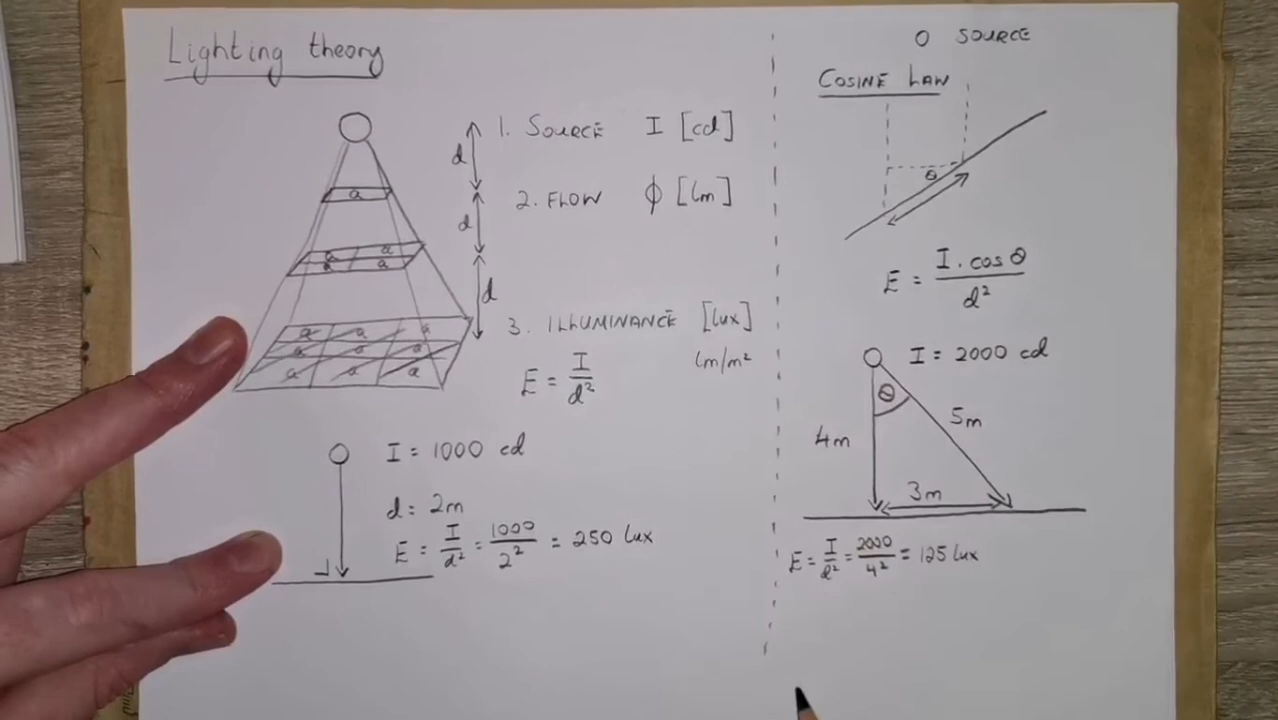 Lighting theory
1. SOURCE I [cd]
d
a
2. FLOW ϕ [lm]
d
a a
a a
d
3. ILLUMINANCE [lux]
a a a
a a a
a a a
lm/m²
E = I/d²
I = 1000 cd
d = 2m
E = I/d² = 1000/2² = 250 lux
O SOURCE
COSINE LAW
θ
E = I . cos θ/d²
I = 2000 cd
θ
5m
4m
3m
E = I/d² = 2000/4² = 125 lux